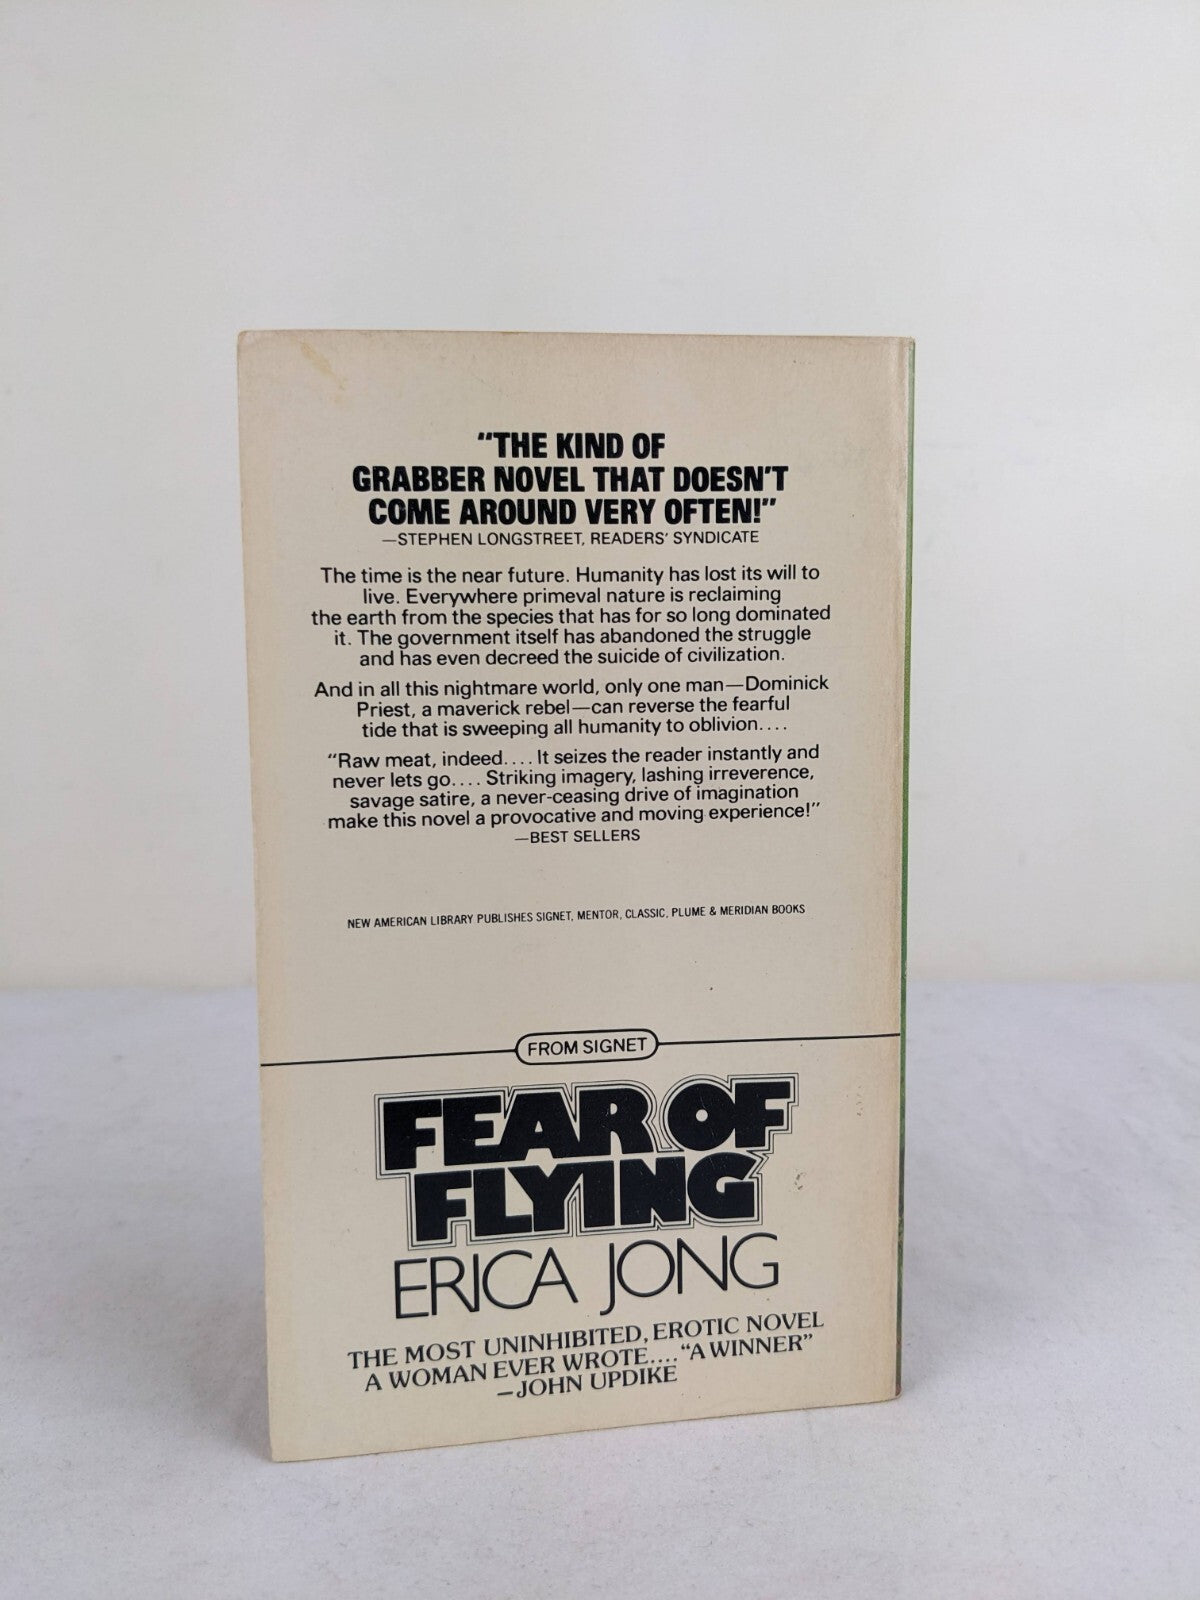 "THE KIND OF
GRABBER NOVEL THAT DOESN'T
COME AROUND VERY OFTEN!"
—STEPHEN LONGSTREET, READERS' SYNDICATE
The time is the near future. Humanity has lost its will to
live. Everywhere primeval nature is reclaiming
the earth from the species that has for so long dominated
it. The government itself has abandoned the struggle
and has even decreed the suicide of civilization.
And in all this nightmare world, only one man—Dominick
Priest, a maverick rebel—can reverse the fearful
tide that is sweeping all humanity to oblivion....
"Raw meat, indeed.... It seizes the reader instantly and
never lets go.... Striking imagery, lashing irreverence,
savage satire, a never-ceasing drive of imagination
make this novel a provocative and moving experience!"
—BEST SELLERS
NEW AMERICAN LIBRARY PUBLISHES SIGNET, MENTOR, CLASSIC, PLUME & MERIDIAN BOOKS
FROM SIGNET
FEAR OF
FLYING
ERICA JONG
THE MOST UNINHIBITED, EROTIC NOVEL
A WOMAN EVER WROTE.... "A WINNER"
—JOHN UPDIKE